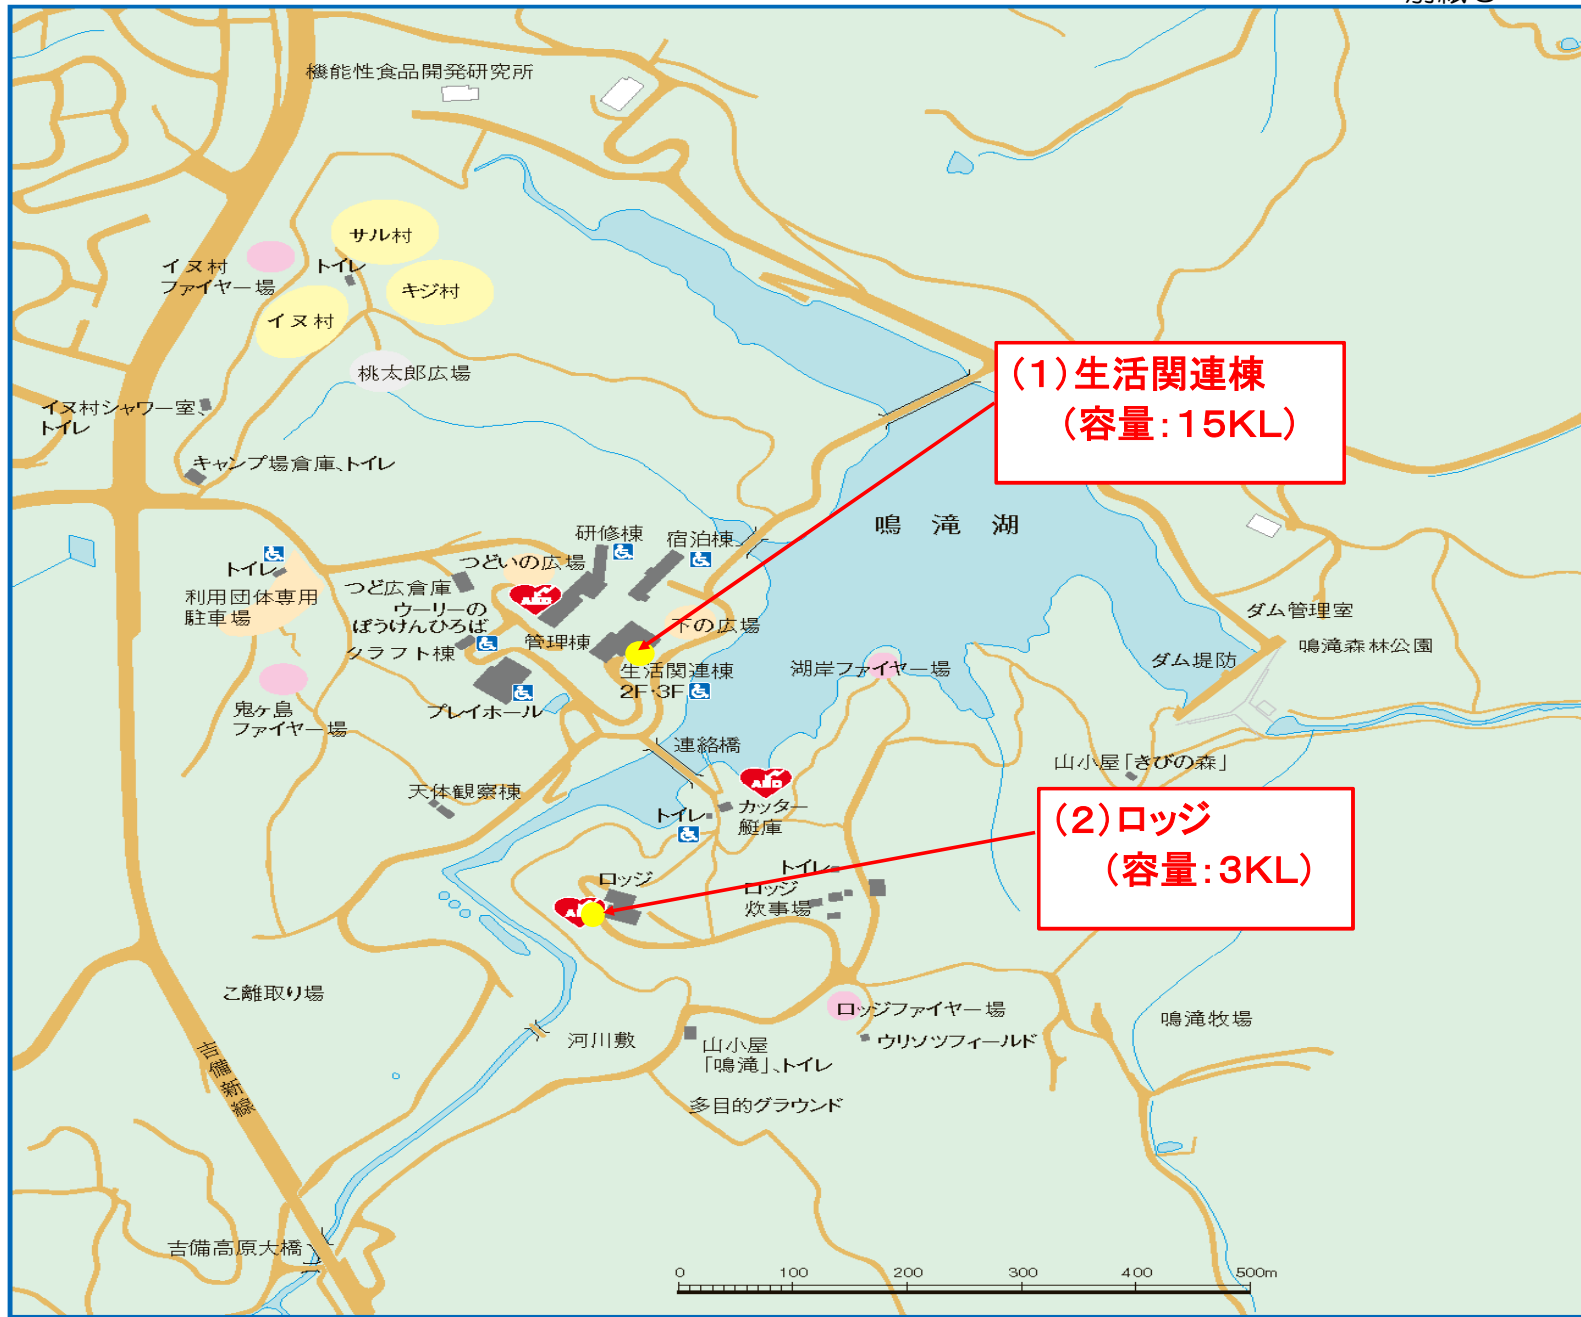 機能性食品開発研究所
サル村
イヌ村
ファイヤー場
トイレ
キジ村
イヌ村
桃太郎広場
イヌ村シャワー室、
トイレ
キャンプ場倉庫、トイレ
(1)生活関連棟
(容量:15KL)
鳴滝湖
研修棟
宿泊棟
つどいの広場
トイレ
つど広倉庫
利用団体専用
駐車場
ウーリーの
ぼうけんひろば
AED
クラフト棟
管理棟
下の広場
生活関連棟
2F・3F
ダム管理室
鳴滝森林公園
ダム堤防
湖岸ファイヤー場
鬼ヶ島
ファイヤー場
プレイホール
連絡橋
山小屋「きびの森」
天体観察棟
AED
カッター
艇庫
トイレ
(2)ロッジ
(容量:3KL)
ロッジ
トイレ
ロッジ
炊事場
こ離取り場
ロッジファイヤー場
鳴滝牧場
河川敷
山小屋
「鳴滝」、トイレ
ウリソツフィールド
吉備新線
多目的グラウンド
吉備高原大橋
0 100 200 300 400 500m